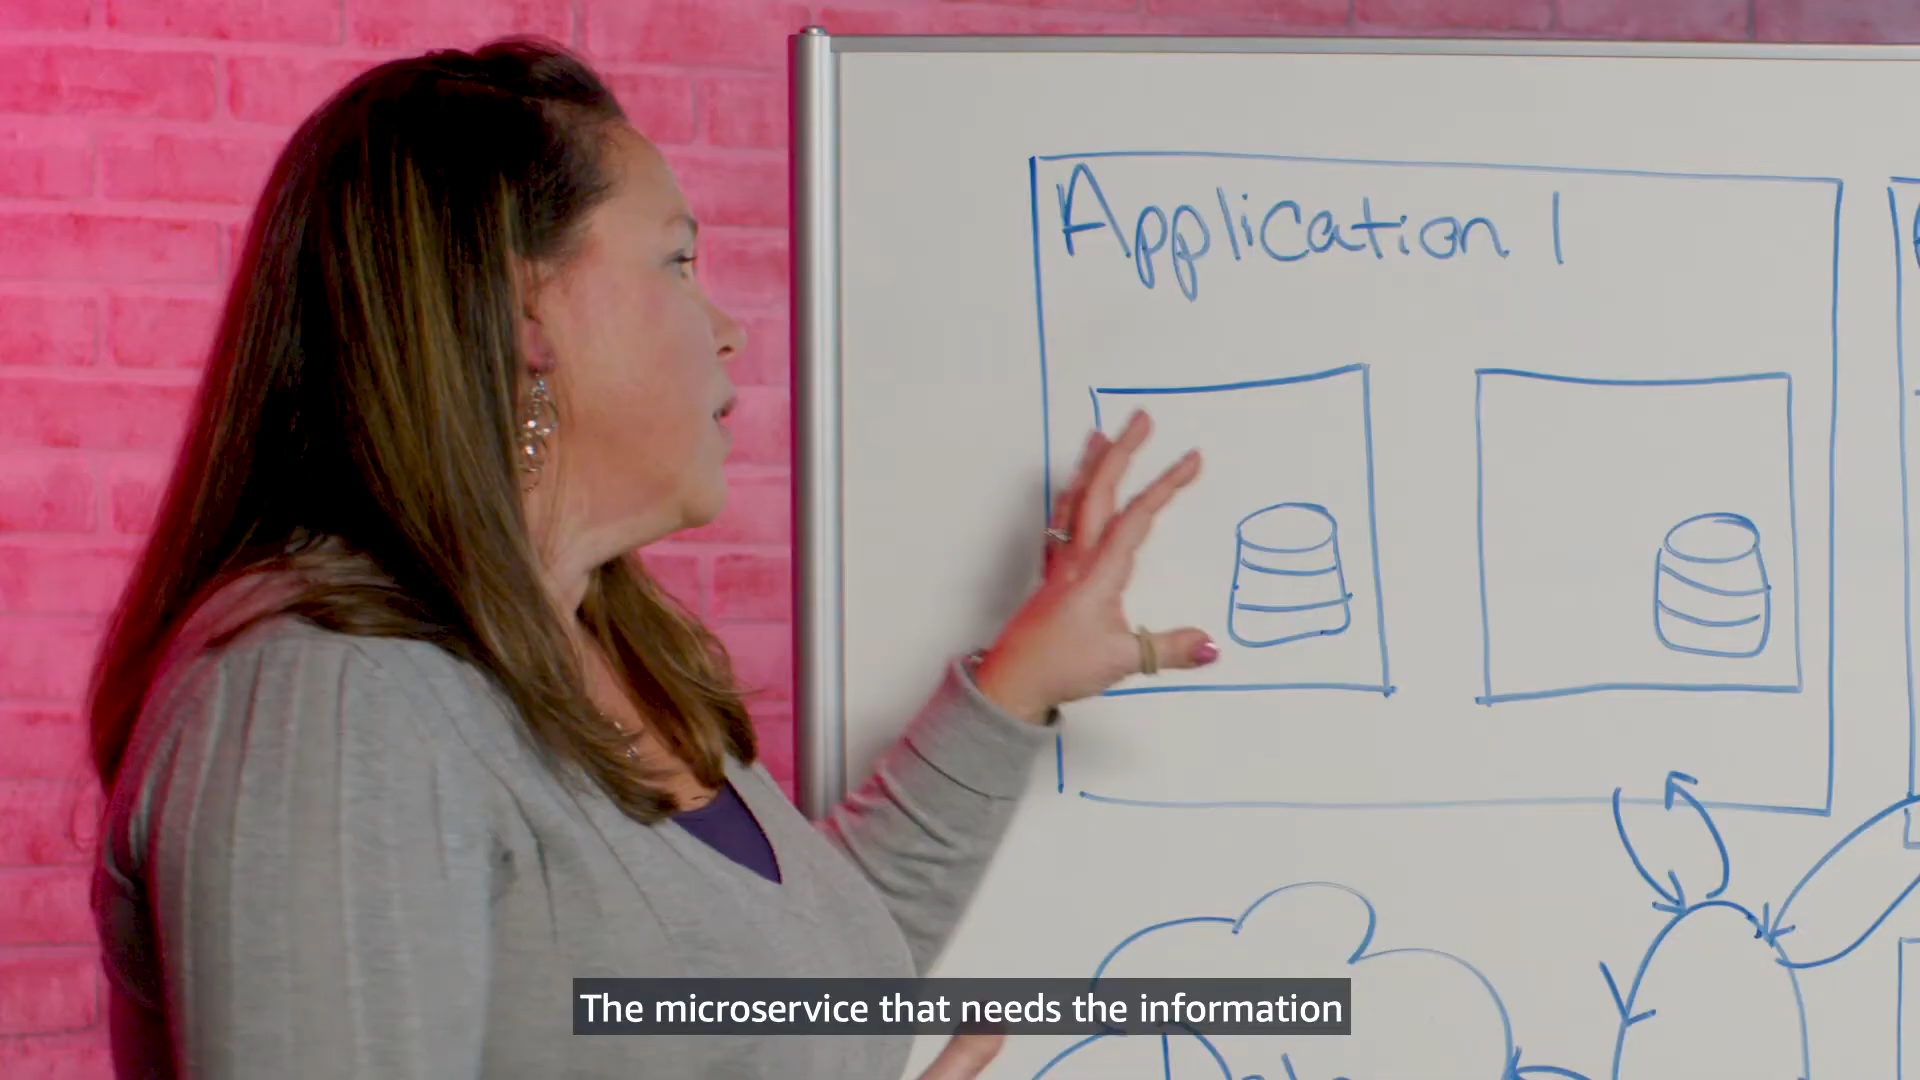 Application 1
The microservice that needs the information